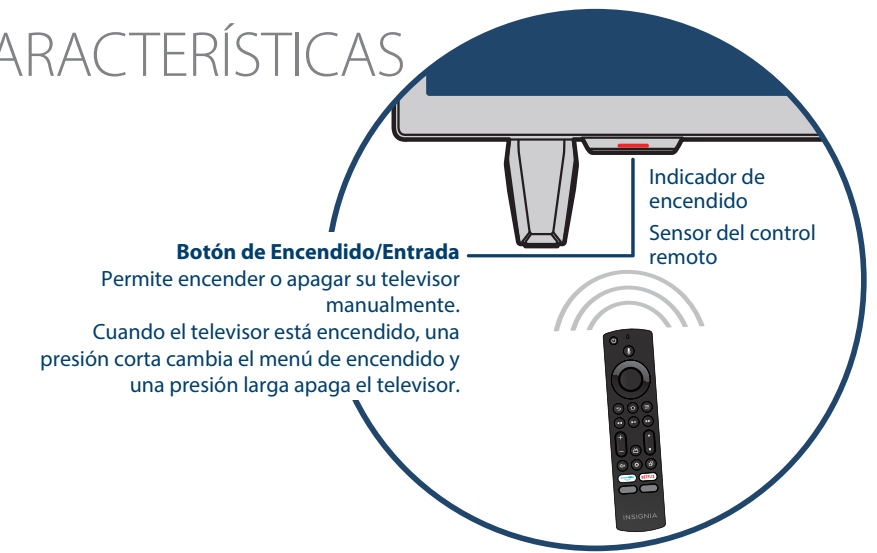 ARACTERÍSTICAS
Indicador de
encendido
Sensor del control
remoto
Botón de Encendido/Entrada
Permite encender o apagar su televisor
manualmente.
Cuando el televisor está encendido, una
presión corta cambia el menú de encendido y
una presión larga apaga el televisor.
NETFLIX
INSIGNIA